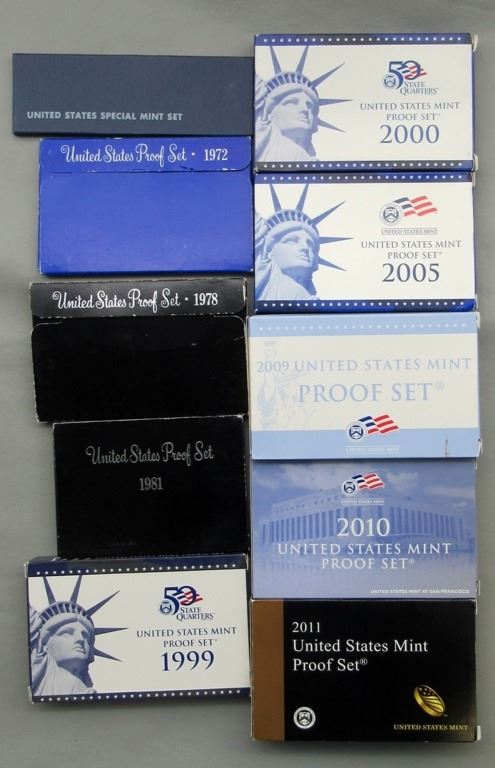 UNITED STATES SPECIAL MINT SET
United States Proof Set · 1972
United States Proof Set · 1978
United States Proof Set
1981
50
STATE
QUARTERS
UNITED STATES MINT
PROOF SET
1999
50
STATE
QUARTERS
UNITED STATES MINT
PROOF SET
2000
UNITED STATES MINT
UNITED STATES MINT
PROOF SET
2005
2009 UNITED STATES MINT
PROOF SET®
UNITED STATES MINT
UNITED STATES MINT
2010
UNITED STATES MINT
PROOF SET®
UNITED STATES MINT AT SAN FRANCISCO
2011
United States Mint
Proof Set®
UNITED STATES MINT